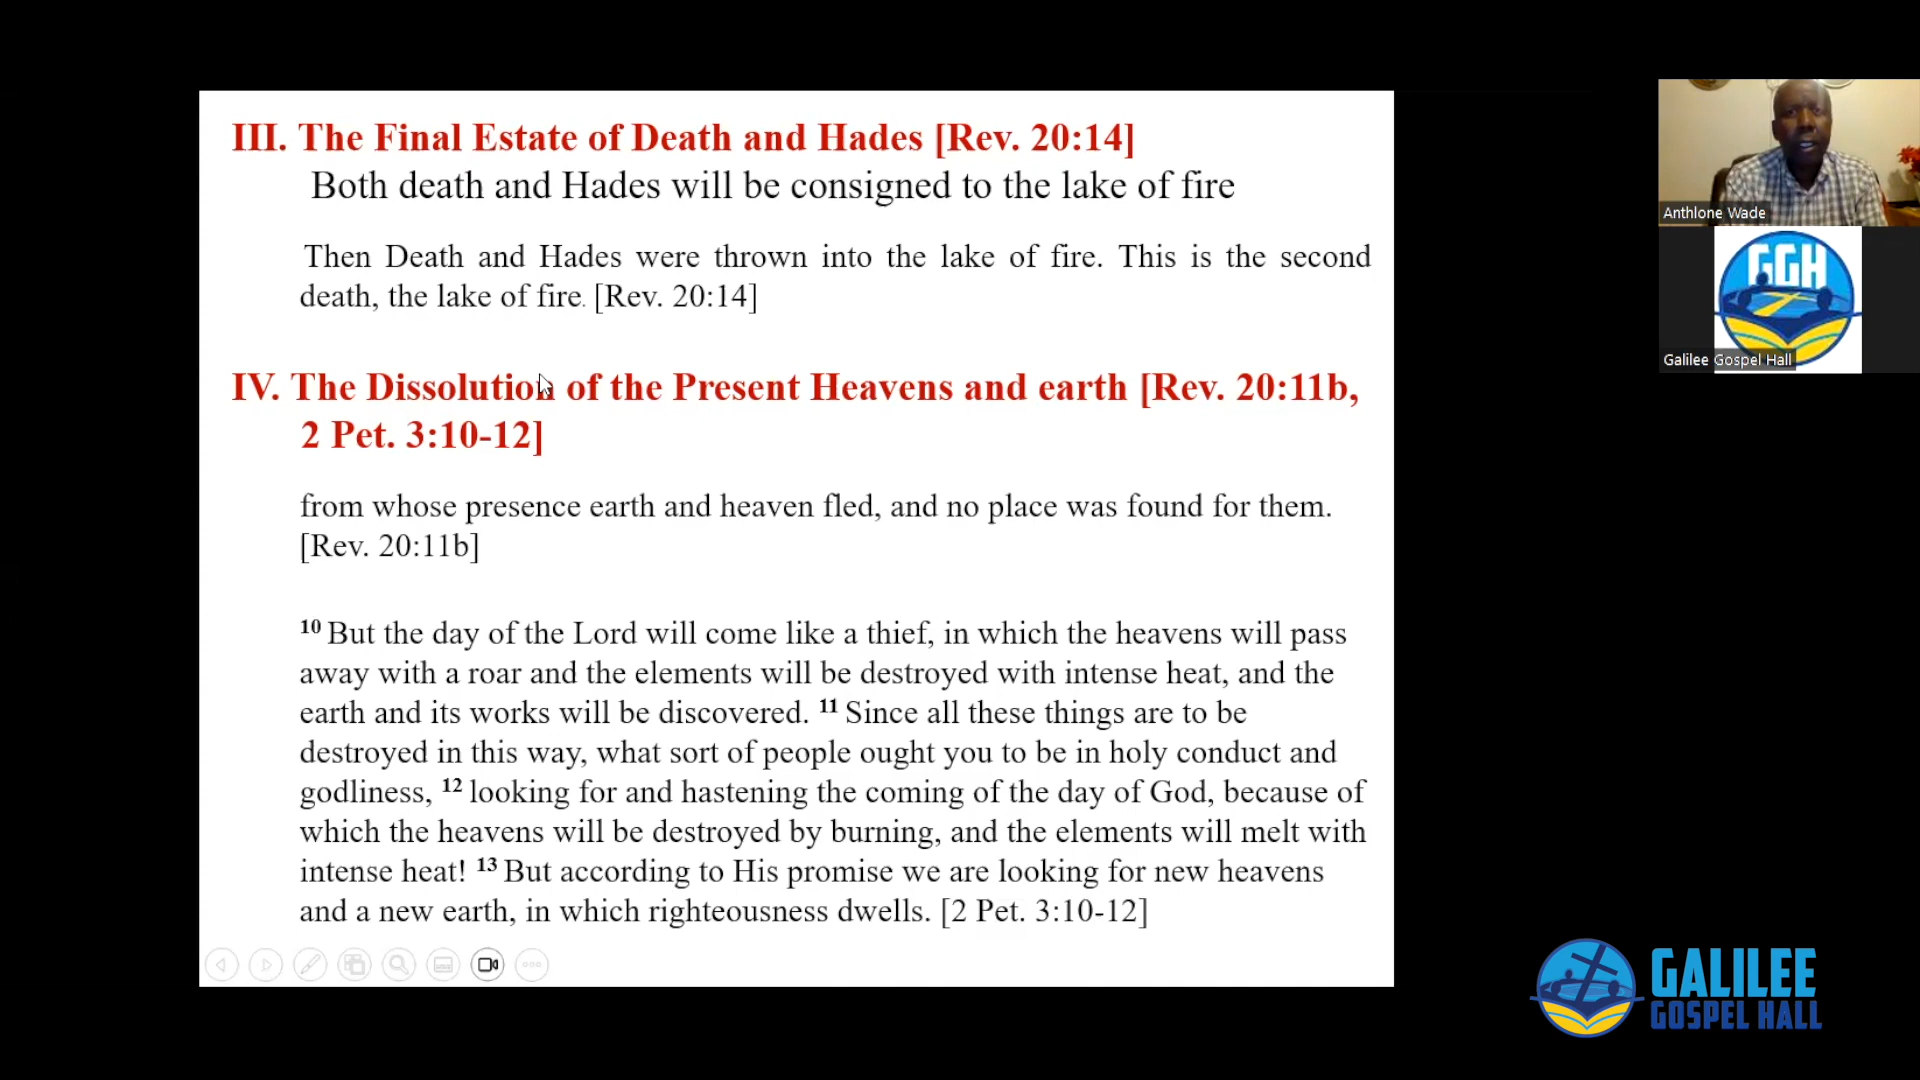 III. The Final Estate of Death and Hades [Rev. 20:14]
Both death and Hades will be consigned to the lake of fire
Then Death and Hades were thrown into the lake of fire. This is the second
death, the lake of fire. [Rev. 20:14]
IV. The Dissolution of the Present Heavens and earth [Rev. 20:11b,
2 Pet. 3:10-12]
from whose presence earth and heaven fled, and no place was found for them.
[Rev. 20:11b]
10 But the day of the Lord will come like a thief, in which the heavens will pass
away with a roar and the elements will be destroyed with intense heat, and the
earth and its works will be discovered. 11 Since all these things are to be
destroyed in this way, what sort of people ought you to be in holy conduct and
godliness, 12 looking for and hastening the coming of the day of God, because of
which the heavens will be destroyed by burning, and the elements will melt with
intense heat! 13 But according to His promise we are looking for new heavens
and a new earth, in which righteousness dwells. [2 Pet. 3:10-12]
Anthlone Wade
GGH
Galilee Gospel Hall
GALILEE
GOSPEL HALL